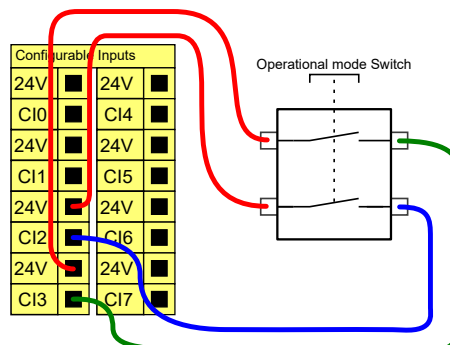 Configurable Inputs
Operational mode Switch
24V 24V
CI0 CI4
24V 24V
CI1 CI5
24V 24V
CI2 CI6
24V 24V
CI3 CI7